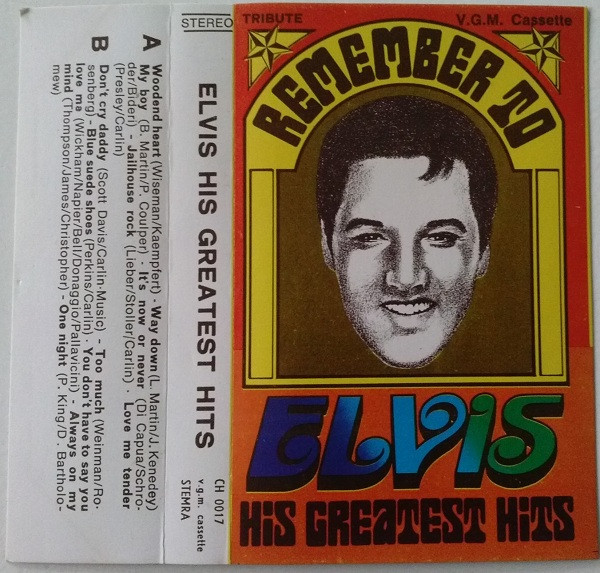 A
Woodend heart (Wiseman/Kaempfert) · Way down (L. Martin/J. Kenedey)
My boy (B. Martin/P. Coulper) · It's now or never (Di Capua/Schro-
der/Bideri) - Jailhouse rock (Lieber/Stoller/Carlin) · Love me tender
(Presley/Carlin)
B
Don't cry daddy (Scott Davis/Carlin-Music) - Too much (Weinman/Ro-
senberg) - Blue suede shoes (Perkins/Carlin) · You don't have to say you
love me (Wickham/Napier/Bell/Donaggio/Pallavicini) - Always on my
mind (Thompson/James/Christopher) - One night (P. King/D. Bartholo-
mew)
STEREO
ELVIS HIS GREATEST HITS
CH 0017
v.g.m. cassette
STEMRA
TRIBUTE
V.G.M. Cassette
REMEMBER TO
ELViS
HiS GREATEST HiTS